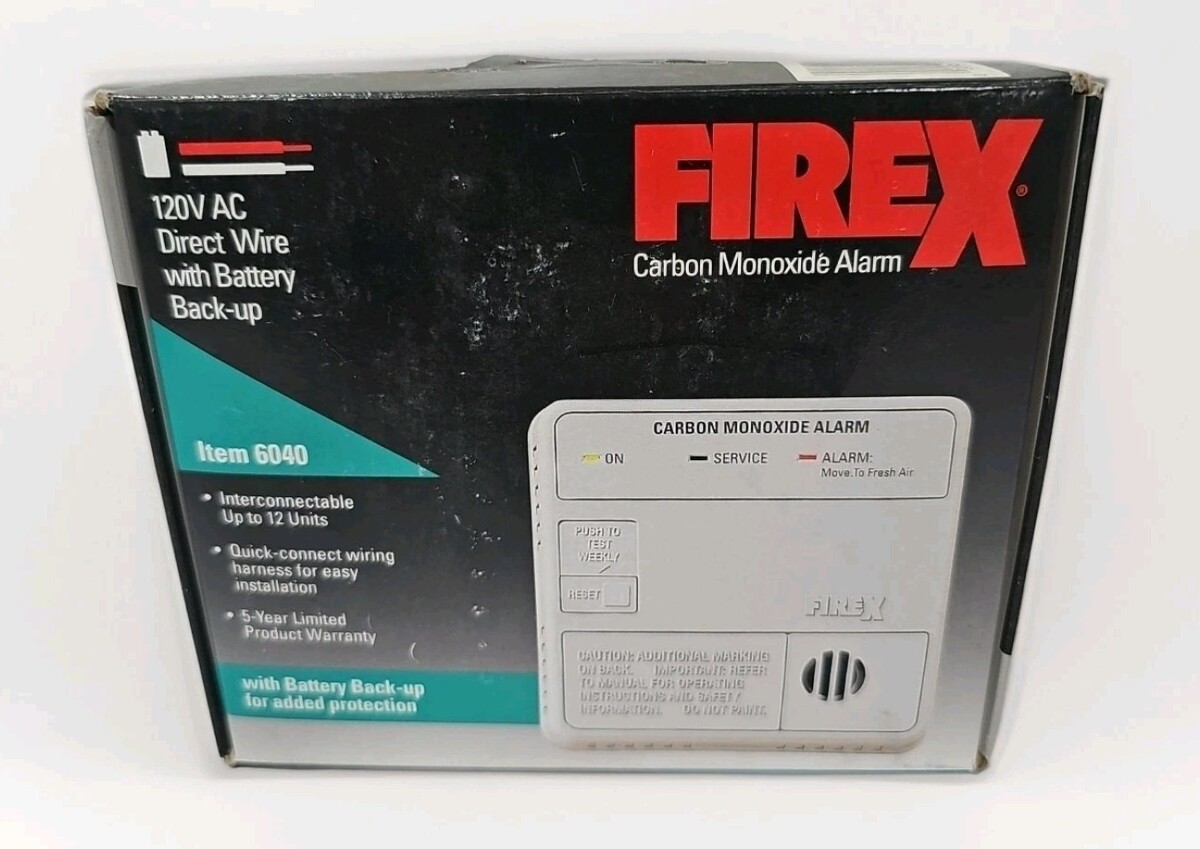 120V AC
Direct Wire
with Battery
Back-up
FIREX®
Carbon Monoxide Alarm
Item 6040
• Interconnectable
Up to 12 Units
• Quick-connect wiring
harness for easy
installation
• 5-Year Limited
Product Warranty
with Battery Back-up
for added protection
CARBON MONOXIDE ALARM
ON
SERVICE
ALARM:
Move To Fresh Air
PUSH TO
TEST
WEEKLY
RESET
FIREX
CAUTION: ADDITIONAL MARKING
ON BACK. IMPORTANT: REFER
TO MANUAL FOR OPERATING
INSTRUCTIONS AND SAFETY
INFORMATION. DO NOT PAINT.